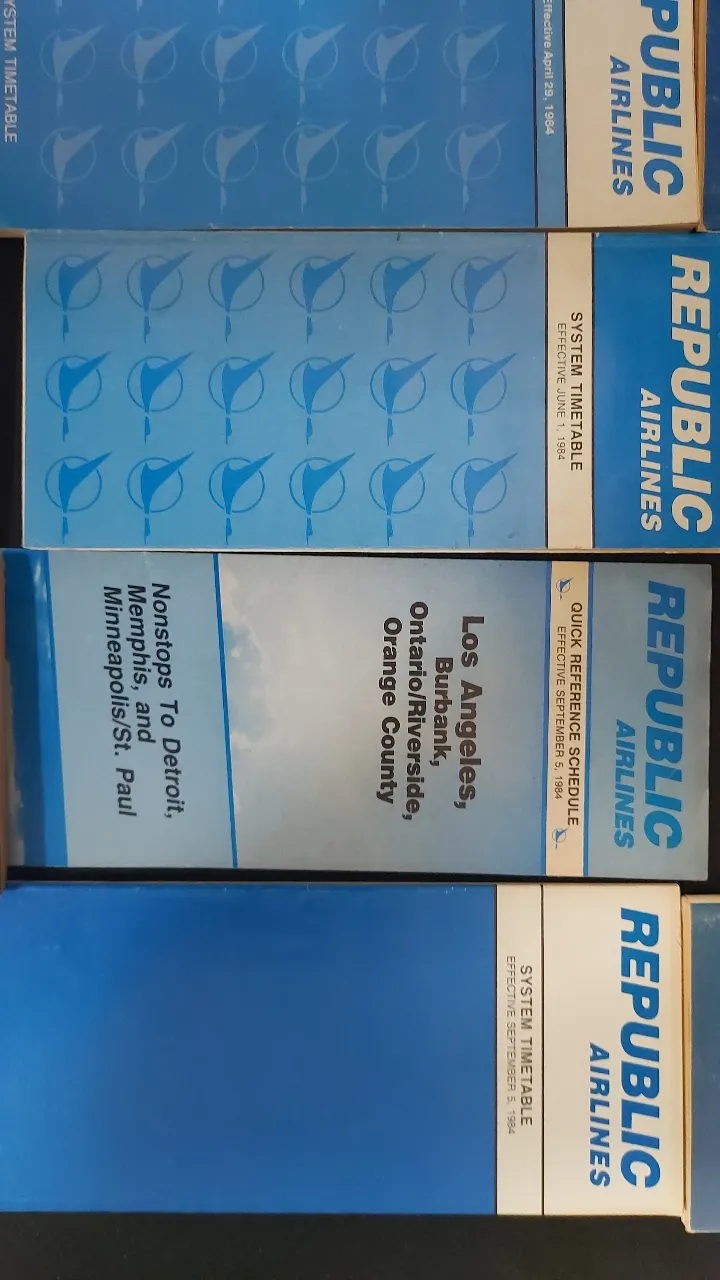 PUBLIC
AIRLINES
Effective April 29, 1984
YSTEM TIMETABLE
REPUBLIC
AIRLINES
SYSTEM TIMETABLE
EFFECTIVE JUNE 1, 1984
REPUBLIC
AIRLINES
QUICK REFERENCE SCHEDULE
EFFECTIVE SEPTEMBER 5, 1984
Los Angeles,
Burbank,
Ontario/Riverside,
Orange County
Nonstops To Detroit,
Memphis, and
Minneapolis/St. Paul
REPUBLIC
AIRLINES
SYSTEM TIMETABLE
EFFECTIVE SEPTEMBER 5, 1984